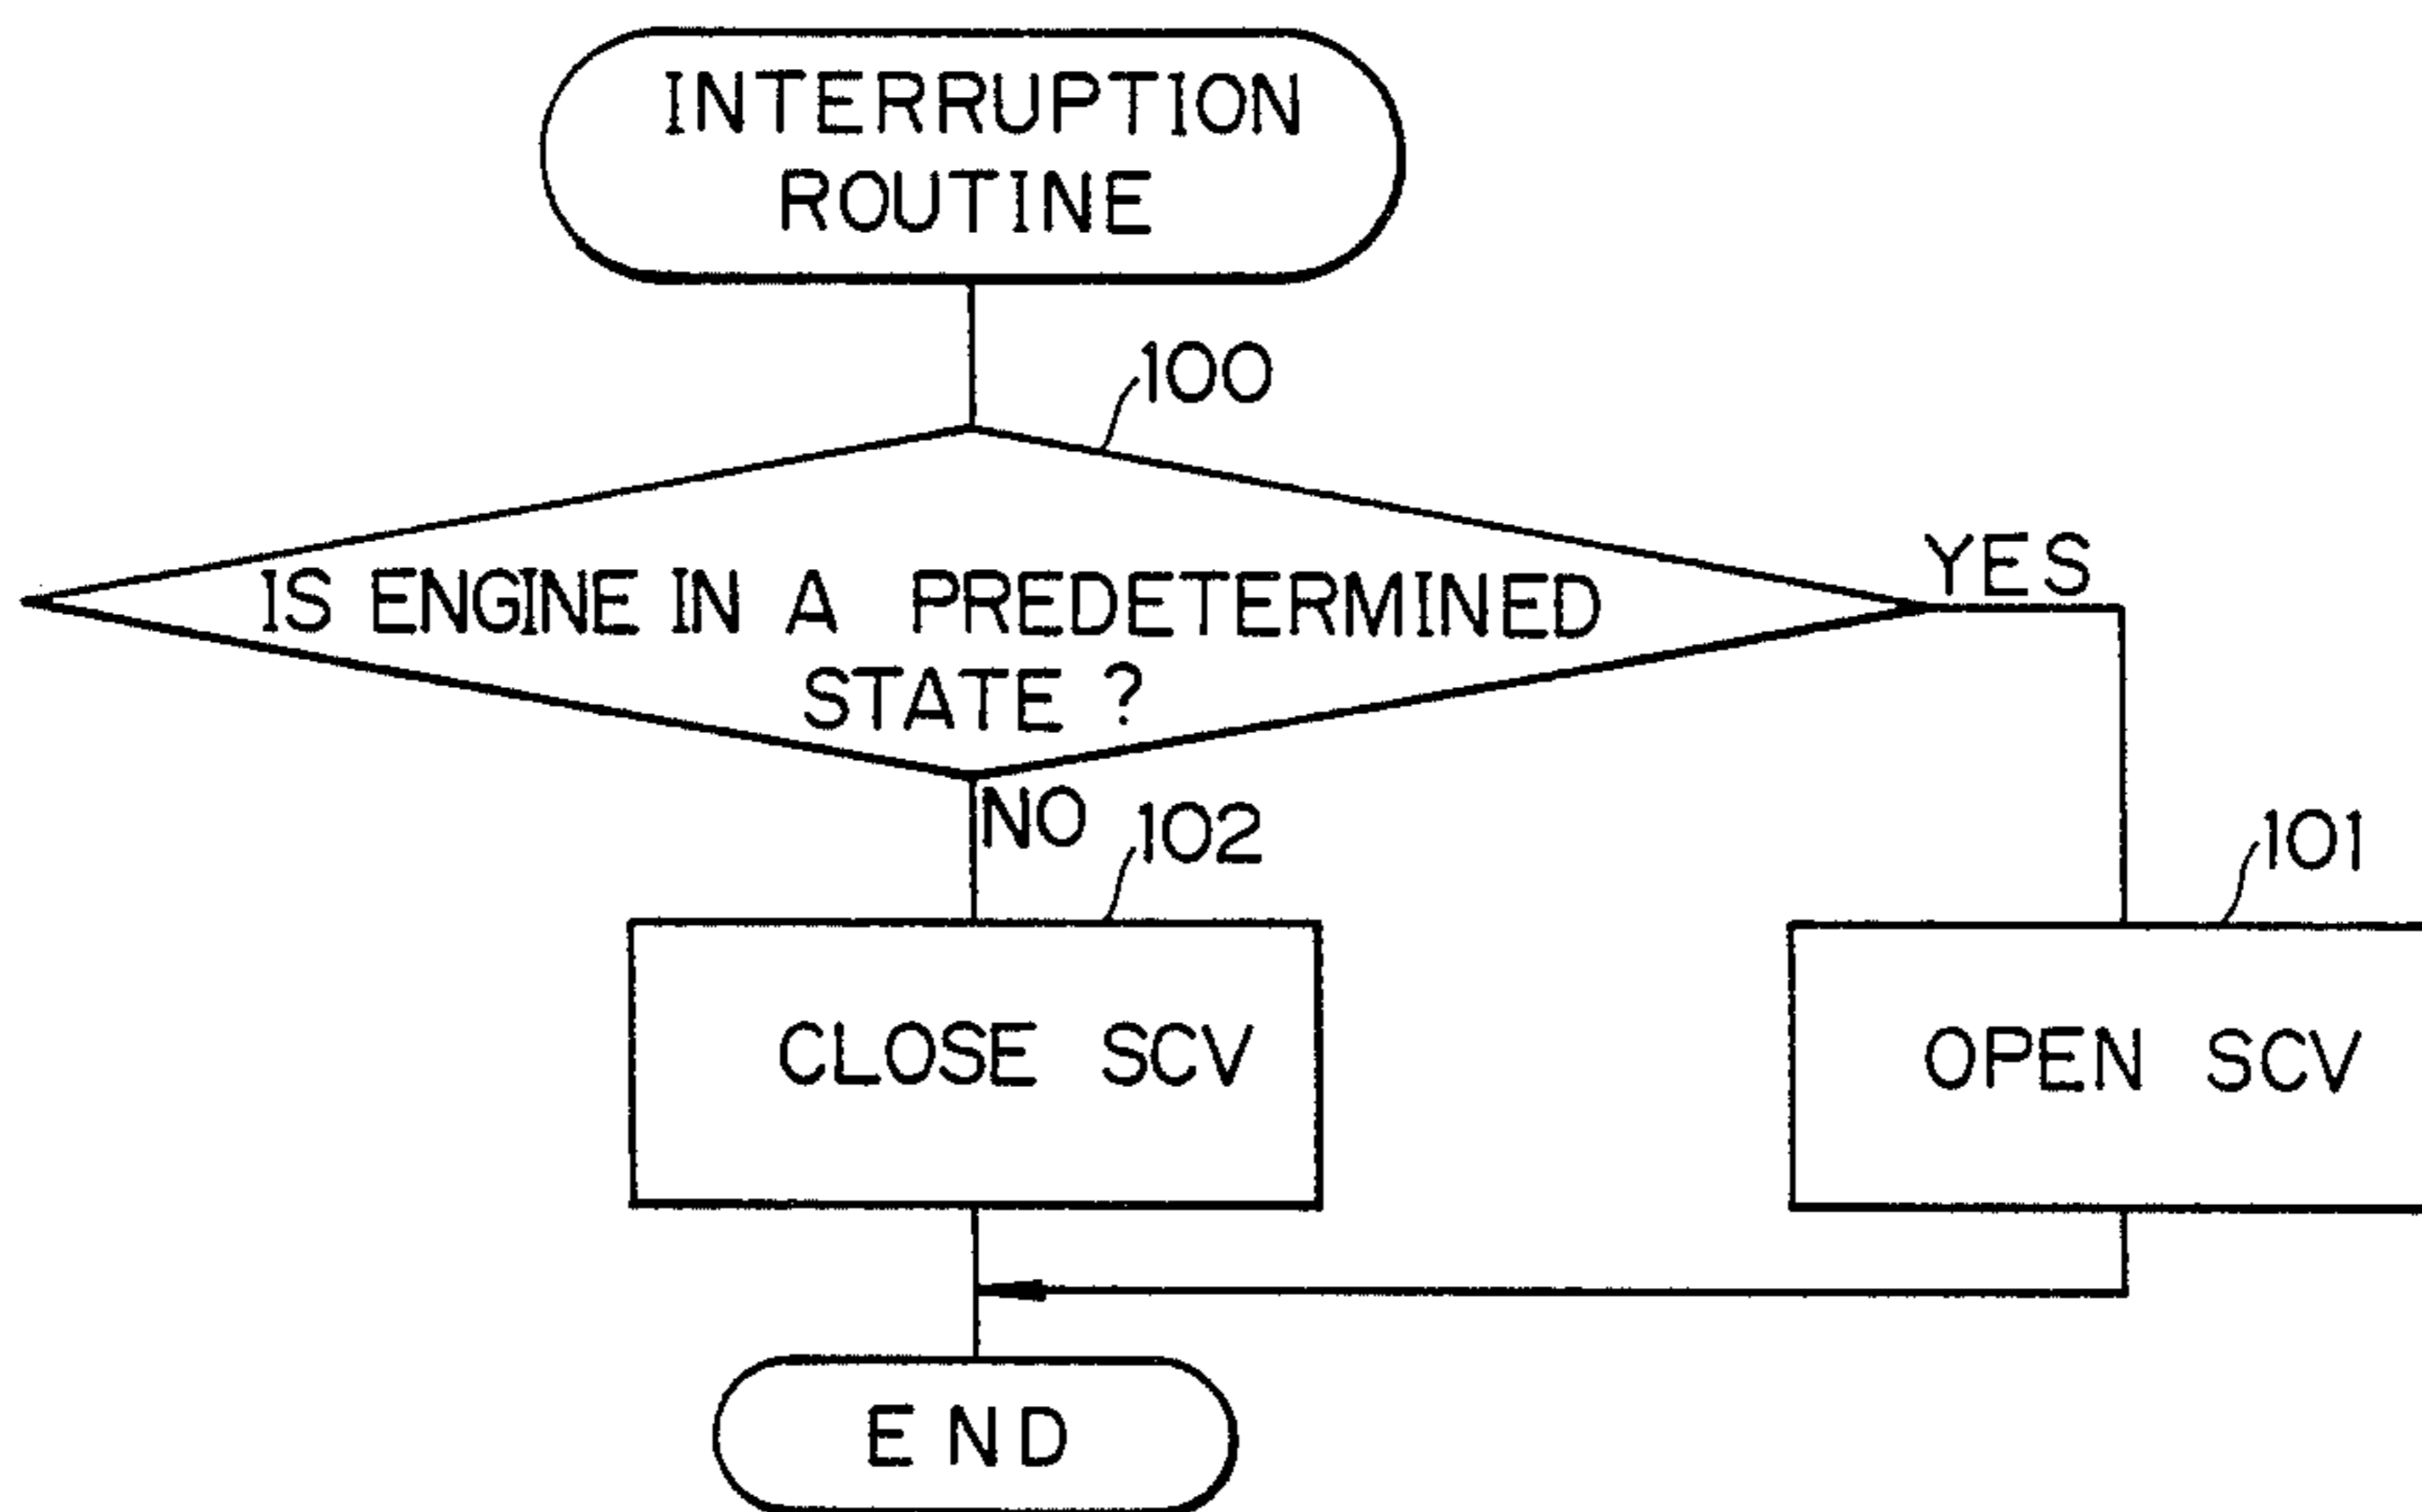 INTERRUPTION
ROUTINE
100
IS ENGINE IN A PREDETERMINED
STATE ?
YES
NO
102
101
CLOSE SCV
OPEN SCV
END